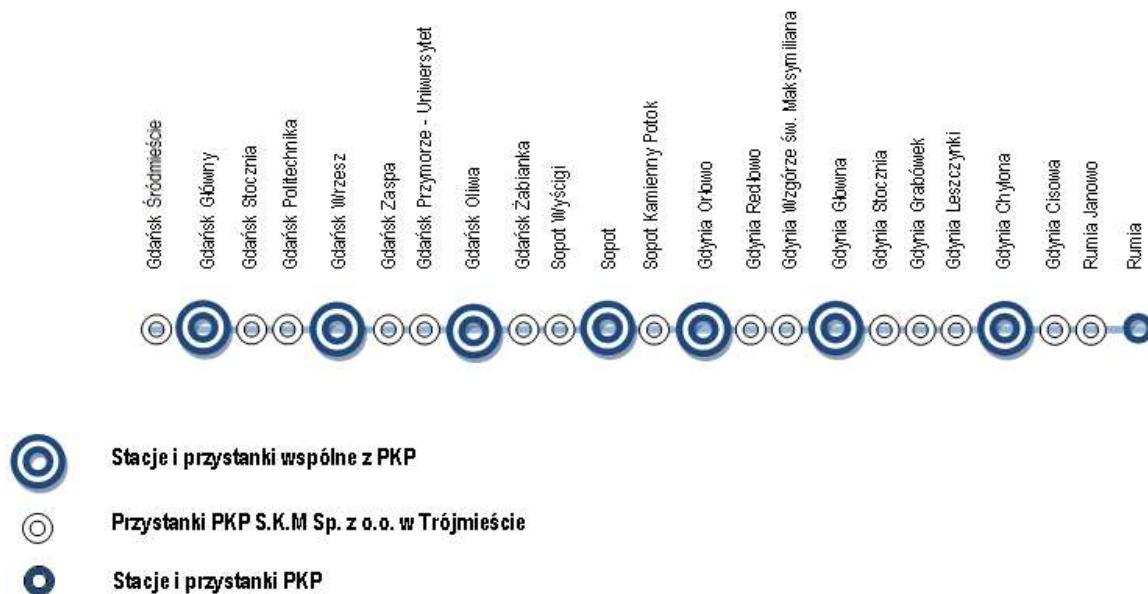 Gdańsk Śródmieście
Gdańsk Główny
Gdańsk Stocznia
Gdańsk Politechnika
Gdańsk Wrzesz
Gdańsk Zaspa
Gdańsk Przymorze - Uniwersytet
Gdańsk Oliwa
Gdańsk Żabianka
Sopot Wyścigi
Sopot
Sopot Kamienny Potok
Gdynia Orłowo
Gdynia Redłowo
Gdynia Wzgórze św. Maksymiliana
Gdynia Główna
Gdynia Stocznia
Gdynia Grabówek
Gdynia Leszczynki
Gdynia Chylona
Gdynia Cisowa
Rumia Janowo
Rumia
Stacje i przystanki wspólne z PKP
Przystanki PKP S.K.M Sp. z o.o. w Trójmieście
Stacje i przystanki PKP